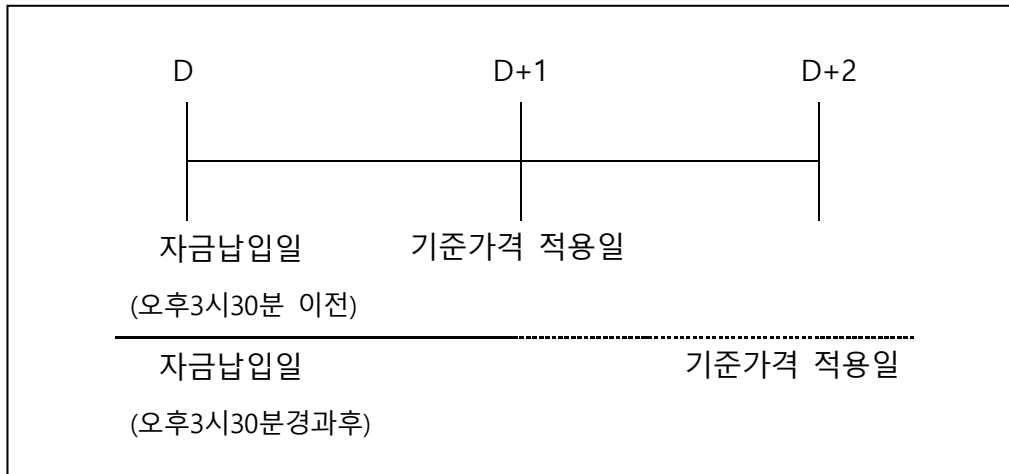 D D+1 D+2
자금납입일 기준가격 적용일
(오후3시30분 이전)
자금납입일 기준가격 적용일
(오후3시30분경과후)